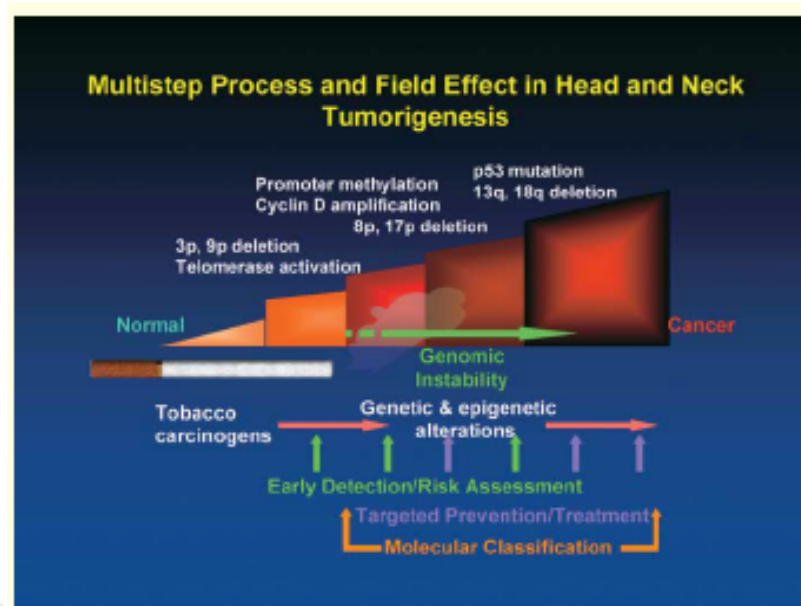 Multistep Process and Field Effect in Head and Neck
Tumorigenesis
p53 mutation
13q, 18q deletion
Promoter methylation
Cyclin D amplification
8p, 17p deletion
3p, 9p deletion
Telomerase activation
Normal
Cancer
Genomic
Instability
Tobacco
carcinogens
Genetic & epigenetic
alterations
Early Detection/Risk Assessment
Targeted Prevention/Treatment
Molecular Classification